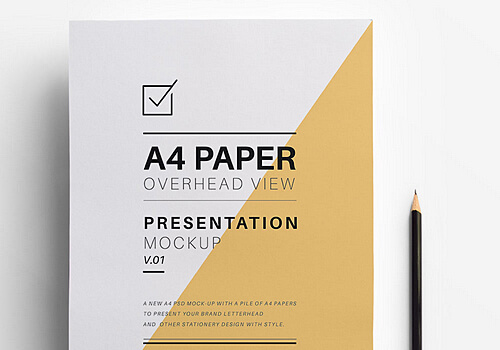 A4 PAPER
OVERHEAD VIEW
PRESENTATION
MOCKUP
V.01
A NEW A4 PSD MOCK-UP WITH A PILE OF A4 PAPERS
TO PRESENT YOUR BRAND LETTERHEAD
AND OTHER STATIONERY DESIGN WITH STYLE.